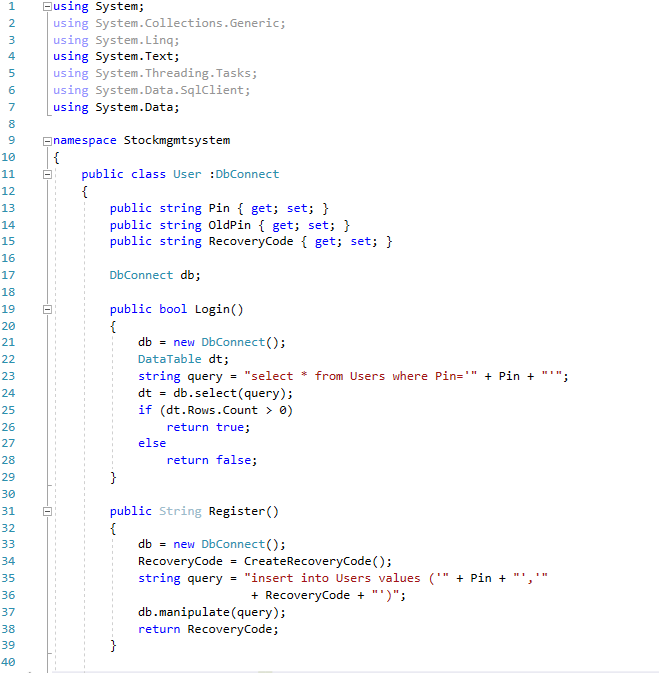 1 using System;
2 using System.Collections.Generic;
3 using System.Linq;
4 using System.Text;
5 using System.Threading.Tasks;
6 using System.Data.SqlClient;
7 using System.Data;
8
9 namespace Stockmgmtsystem
10 {
11     public class User :DbConnect
12     {
13         public string Pin { get; set; }
14         public string OldPin { get; set; }
15         public string RecoveryCode { get; set; }
16
17         DbConnect db;
18
19         public bool Login()
20         {
21             db = new DbConnect();
22             DataTable dt;
23             string query = "select * from Users where Pin='" + Pin + "'";
24             dt = db.select(query);
25             if (dt.Rows.Count > 0)
26                 return true;
27             else
28                 return false;
29         }
30
31         public String Register()
32         {
33             db = new DbConnect();
34             RecoveryCode = CreateRecoveryCode();
35             string query = "insert into Users values ('" + Pin + "','"
36                             + RecoveryCode + "')";
37             db.manipulate(query);
38             return RecoveryCode;
39         }
40